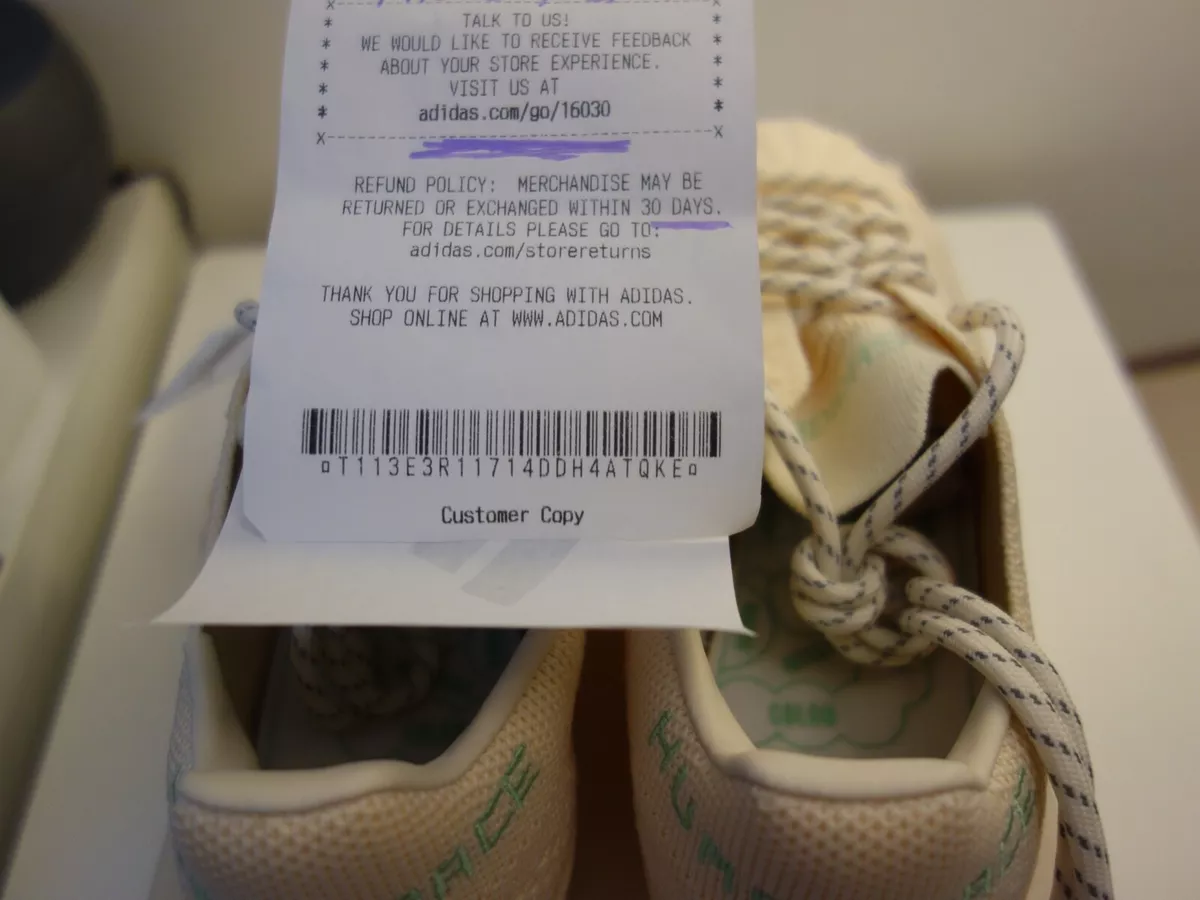 TALK TO US!
WE WOULD LIKE TO RECEIVE FEEDBACK
ABOUT YOUR STORE EXPERIENCE.
VISIT US AT
adidas.com/go/16030
REFUND POLICY: MERCHANDISE MAY BE
RETURNED OR EXCHANGED WITHIN 30 DAYS.
FOR DETAILS PLEASE GO TO:
adidas.com/storereturns
THANK YOU FOR SHOPPING WITH ADIDAS.
SHOP ONLINE AT WWW.ADIDAS.COM
¤T113E3R11714DDH4ATQKE¤
Customer Copy
COLOR